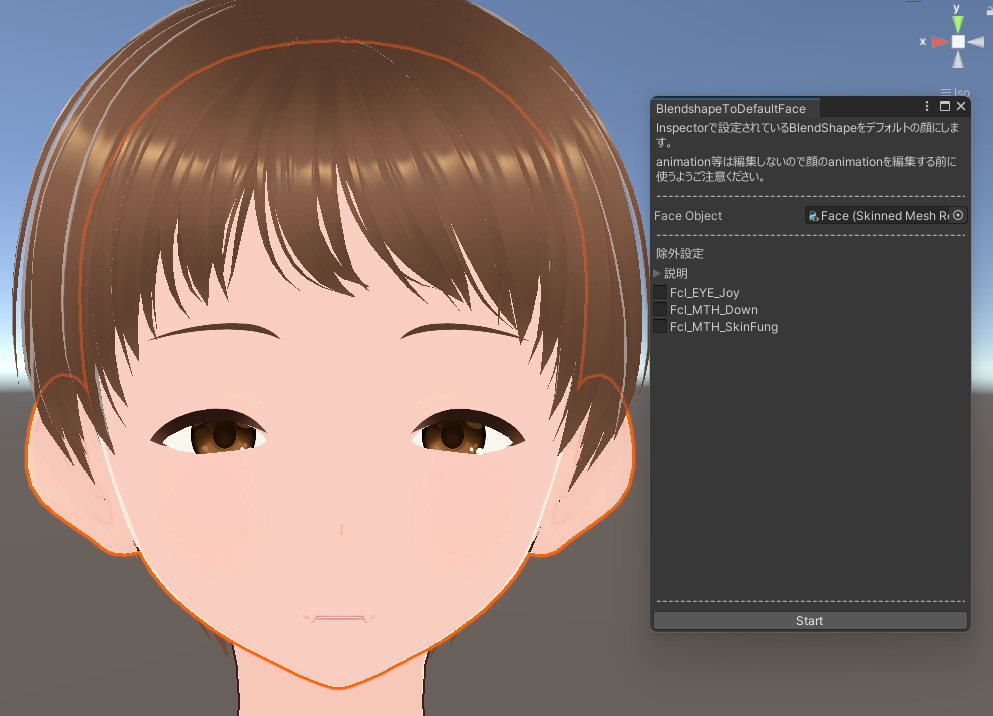 y
x
Iso
BlendshapeToDefaultFace
Inspectorで設定されているBlendShapeをデフォルトの顔にしま
す。
animation等は編集しないので顔のanimationを編集する前に
使うようご注意ください。
Face Object
Face (Skinned Mesh Re
除外設定
説明
Fcl_EYE_Joy
Fcl_MTH_Down
Fcl_MTH_SkinFung
Start